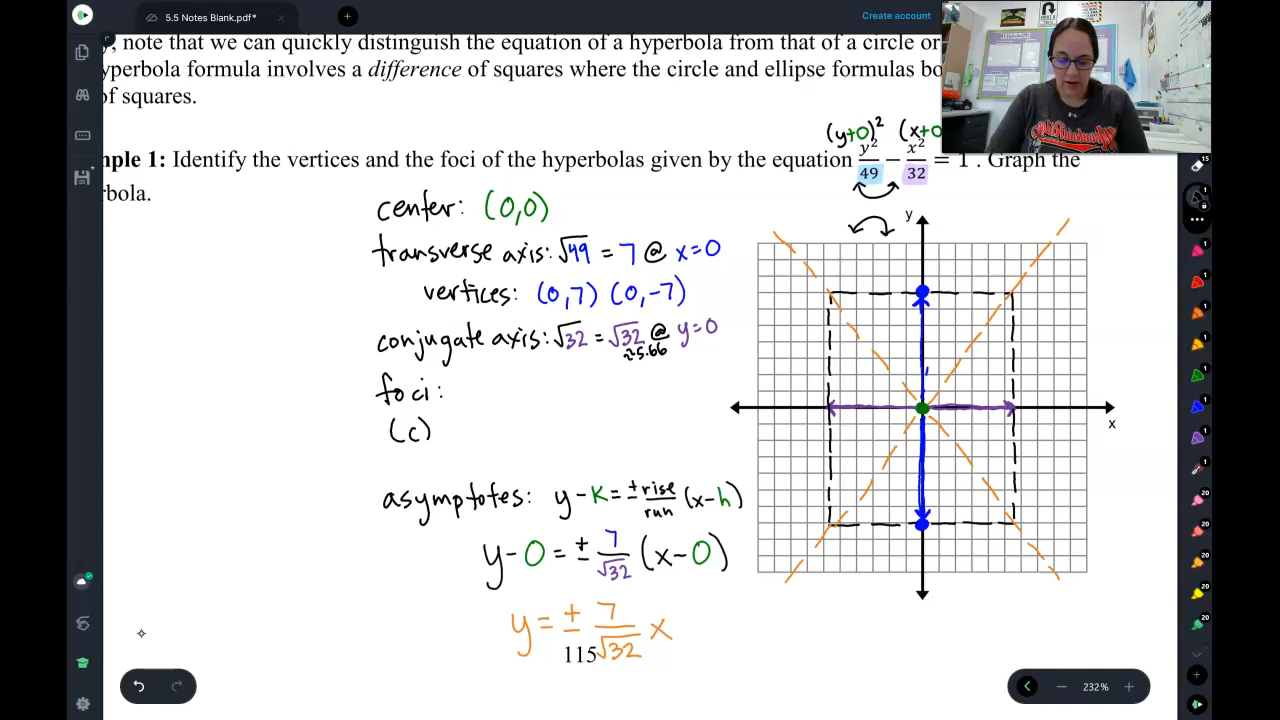 5.5 Notes Blank.pdf*
Create account
, note that we can quickly distinguish the equation of a hyperbola from that of a circle or
yperbola formula involves a difference of squares where the circle and ellipse formulas bo
of squares.
(y+0)² (x+0
mple 1: Identify the vertices and the foci of the hyperbolas given by the equation y²/49 − x²/32 = 1 . Graph the
rbola.
center: (0,0)
transverse axis: √49 = 7 @ x=0
vertices: (0,7) (0,-7)
conjugate axis: √32 = √32 @ y=0
≈5.66
foci:
(c)
asymptotes: y-k = ± rise/run (x-h)
y-0 = ± 7/√32 (x-0)
y = ± 7/√32 x
115
y
x
232%